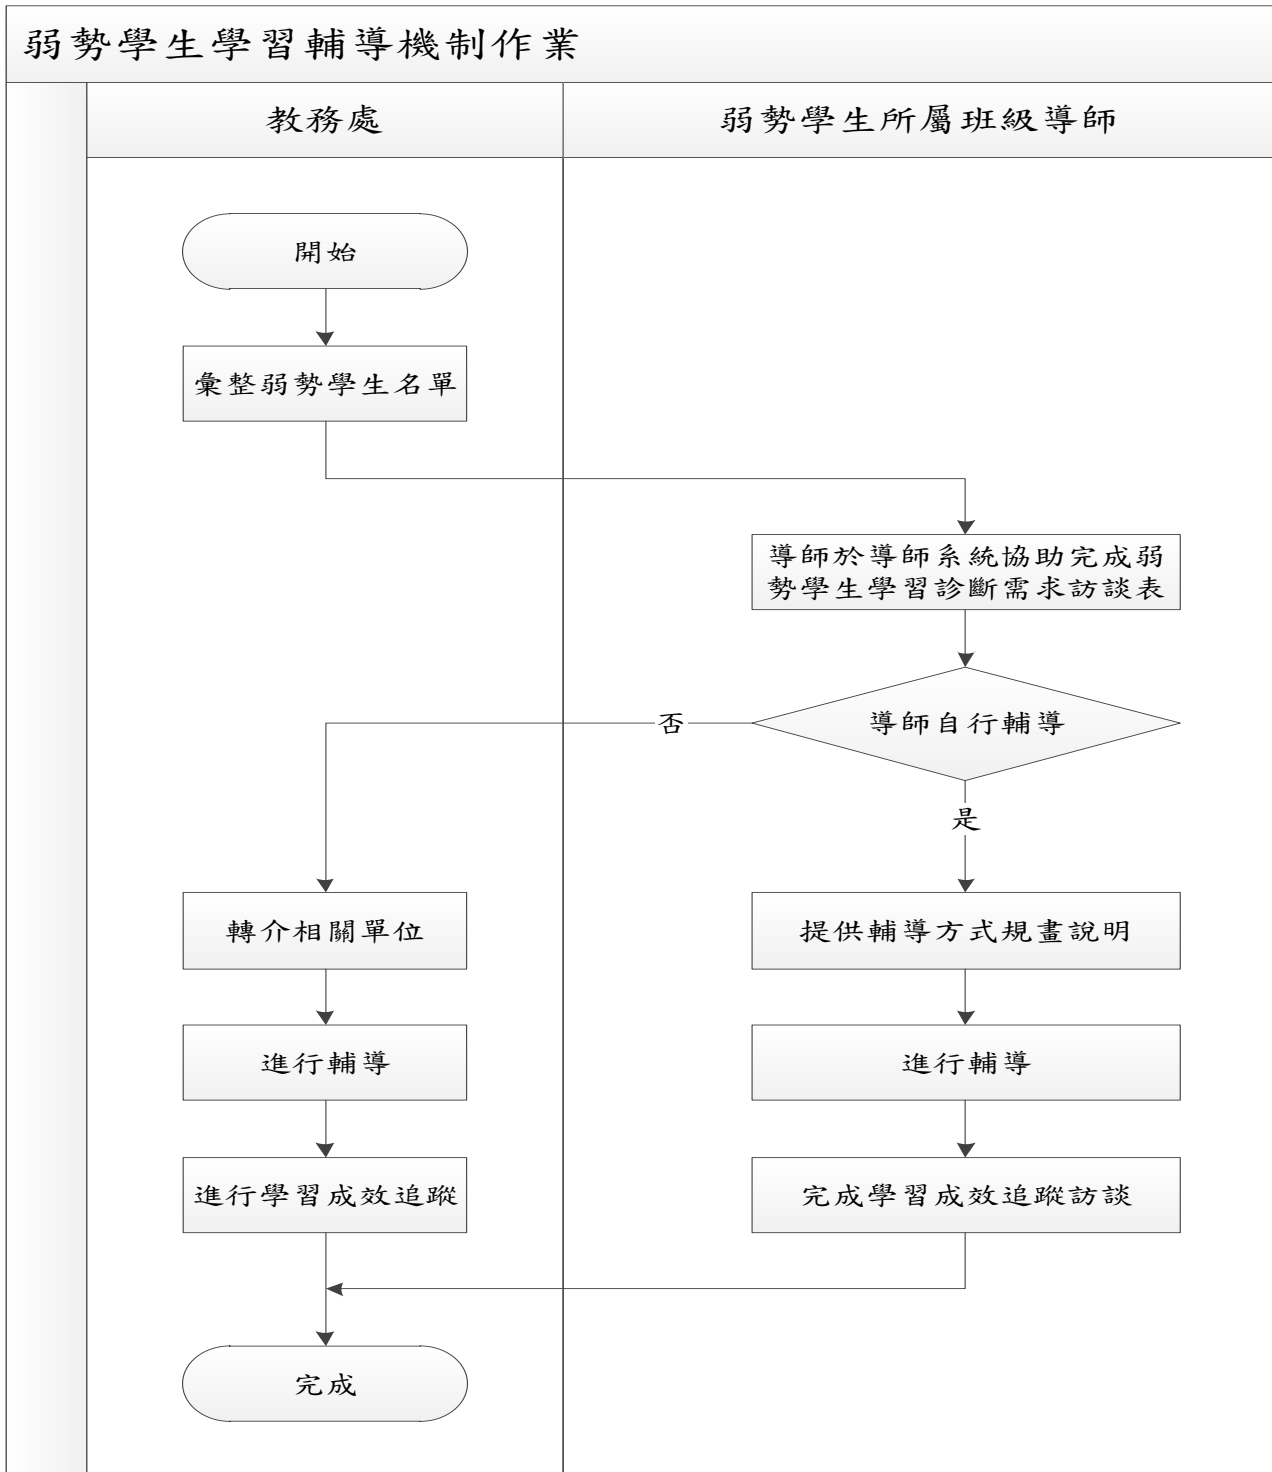 弱勢學生學習輔導機制作業
教務處
弱勢學生所屬班級導師
開始
彙整弱勢學生名單
導師於導師系統協助完成弱
勢學生學習診斷需求訪談表
導師自行輔導
否
是
轉介相關單位
提供輔導方式規畫說明
進行輔導
進行輔導
進行學習成效追蹤
完成學習成效追蹤訪談
完成